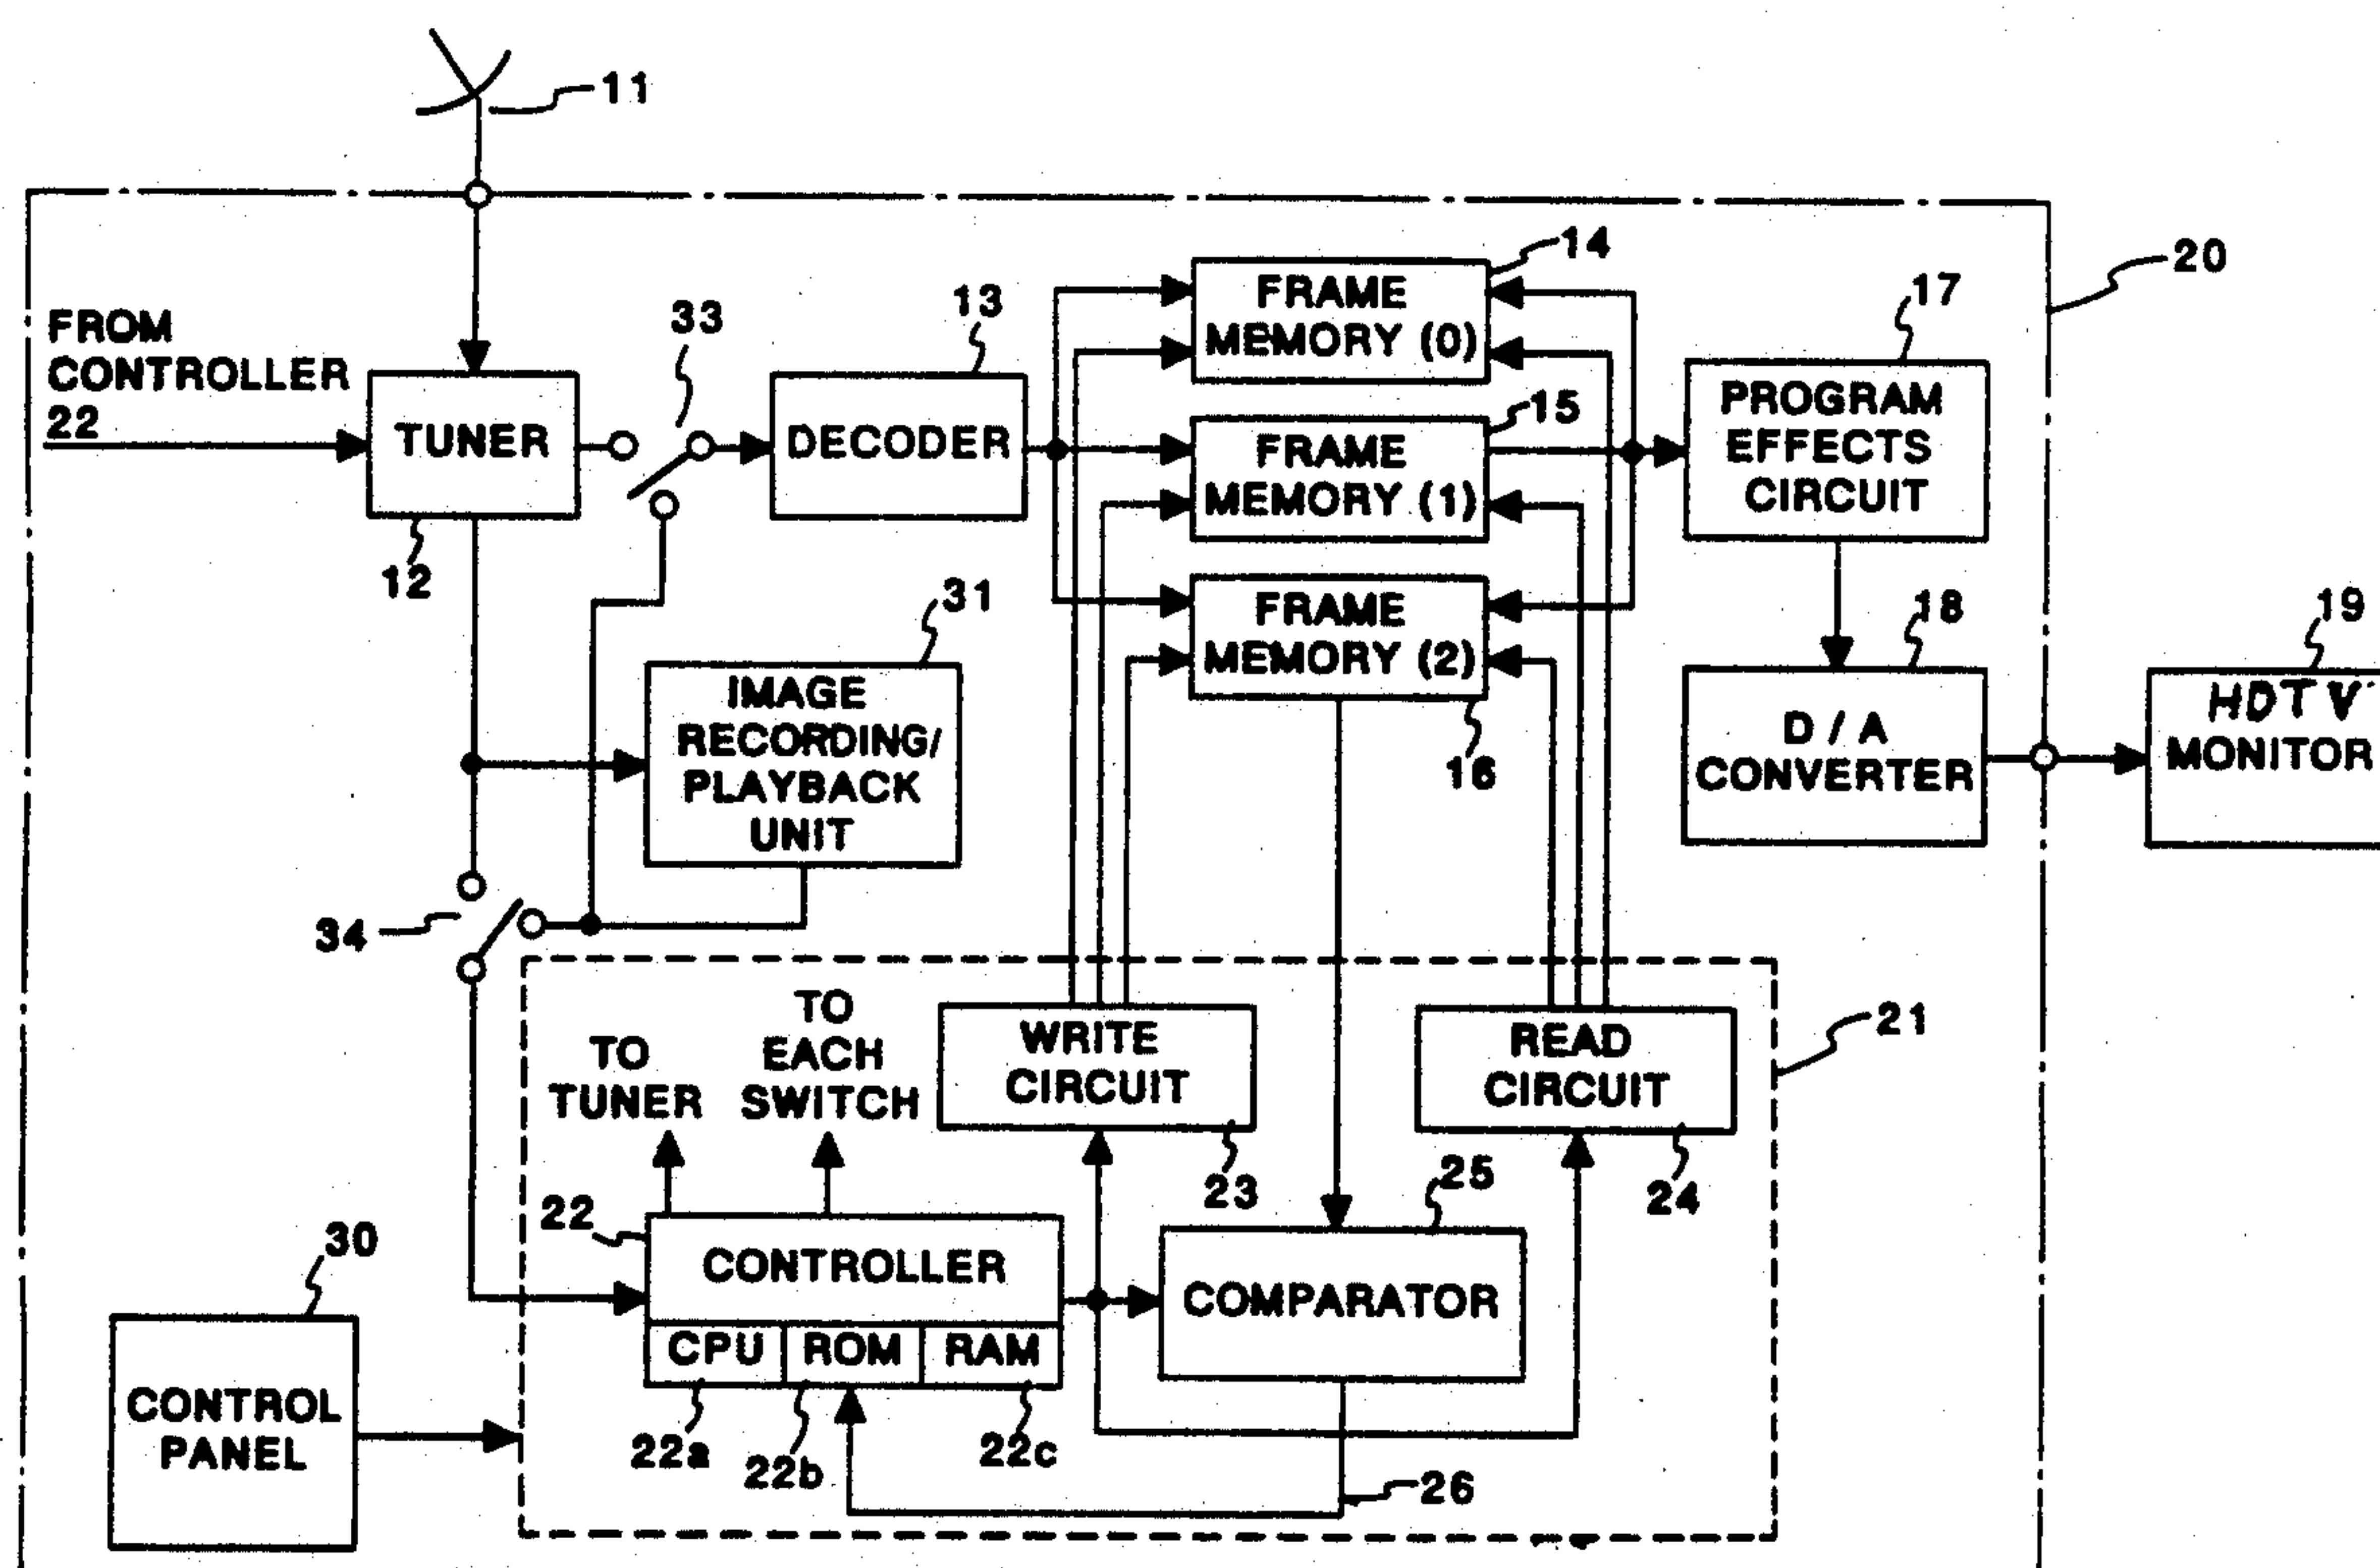 11
20
14
FROM
CONTROLLER
22
33
13
FRAME
MEMORY (0)
17
TUNER
DECODER
15
FRAME
MEMORY (1)
PROGRAM
EFFECTS
CIRCUIT
12
31
FRAME
MEMORY (2)
16
18
19
IMAGE
RECORDING/
PLAYBACK
UNIT
D / A
CONVERTER
HDTV
MONITOR
34
21
TO
TUNER
TO
EACH
SWITCH
WRITE
CIRCUIT
23
READ
CIRCUIT
24
22
CONTROLLER
CPU
ROM
RAM
22a
22b
22c
25
COMPARATOR
26
30
CONTROL
PANEL